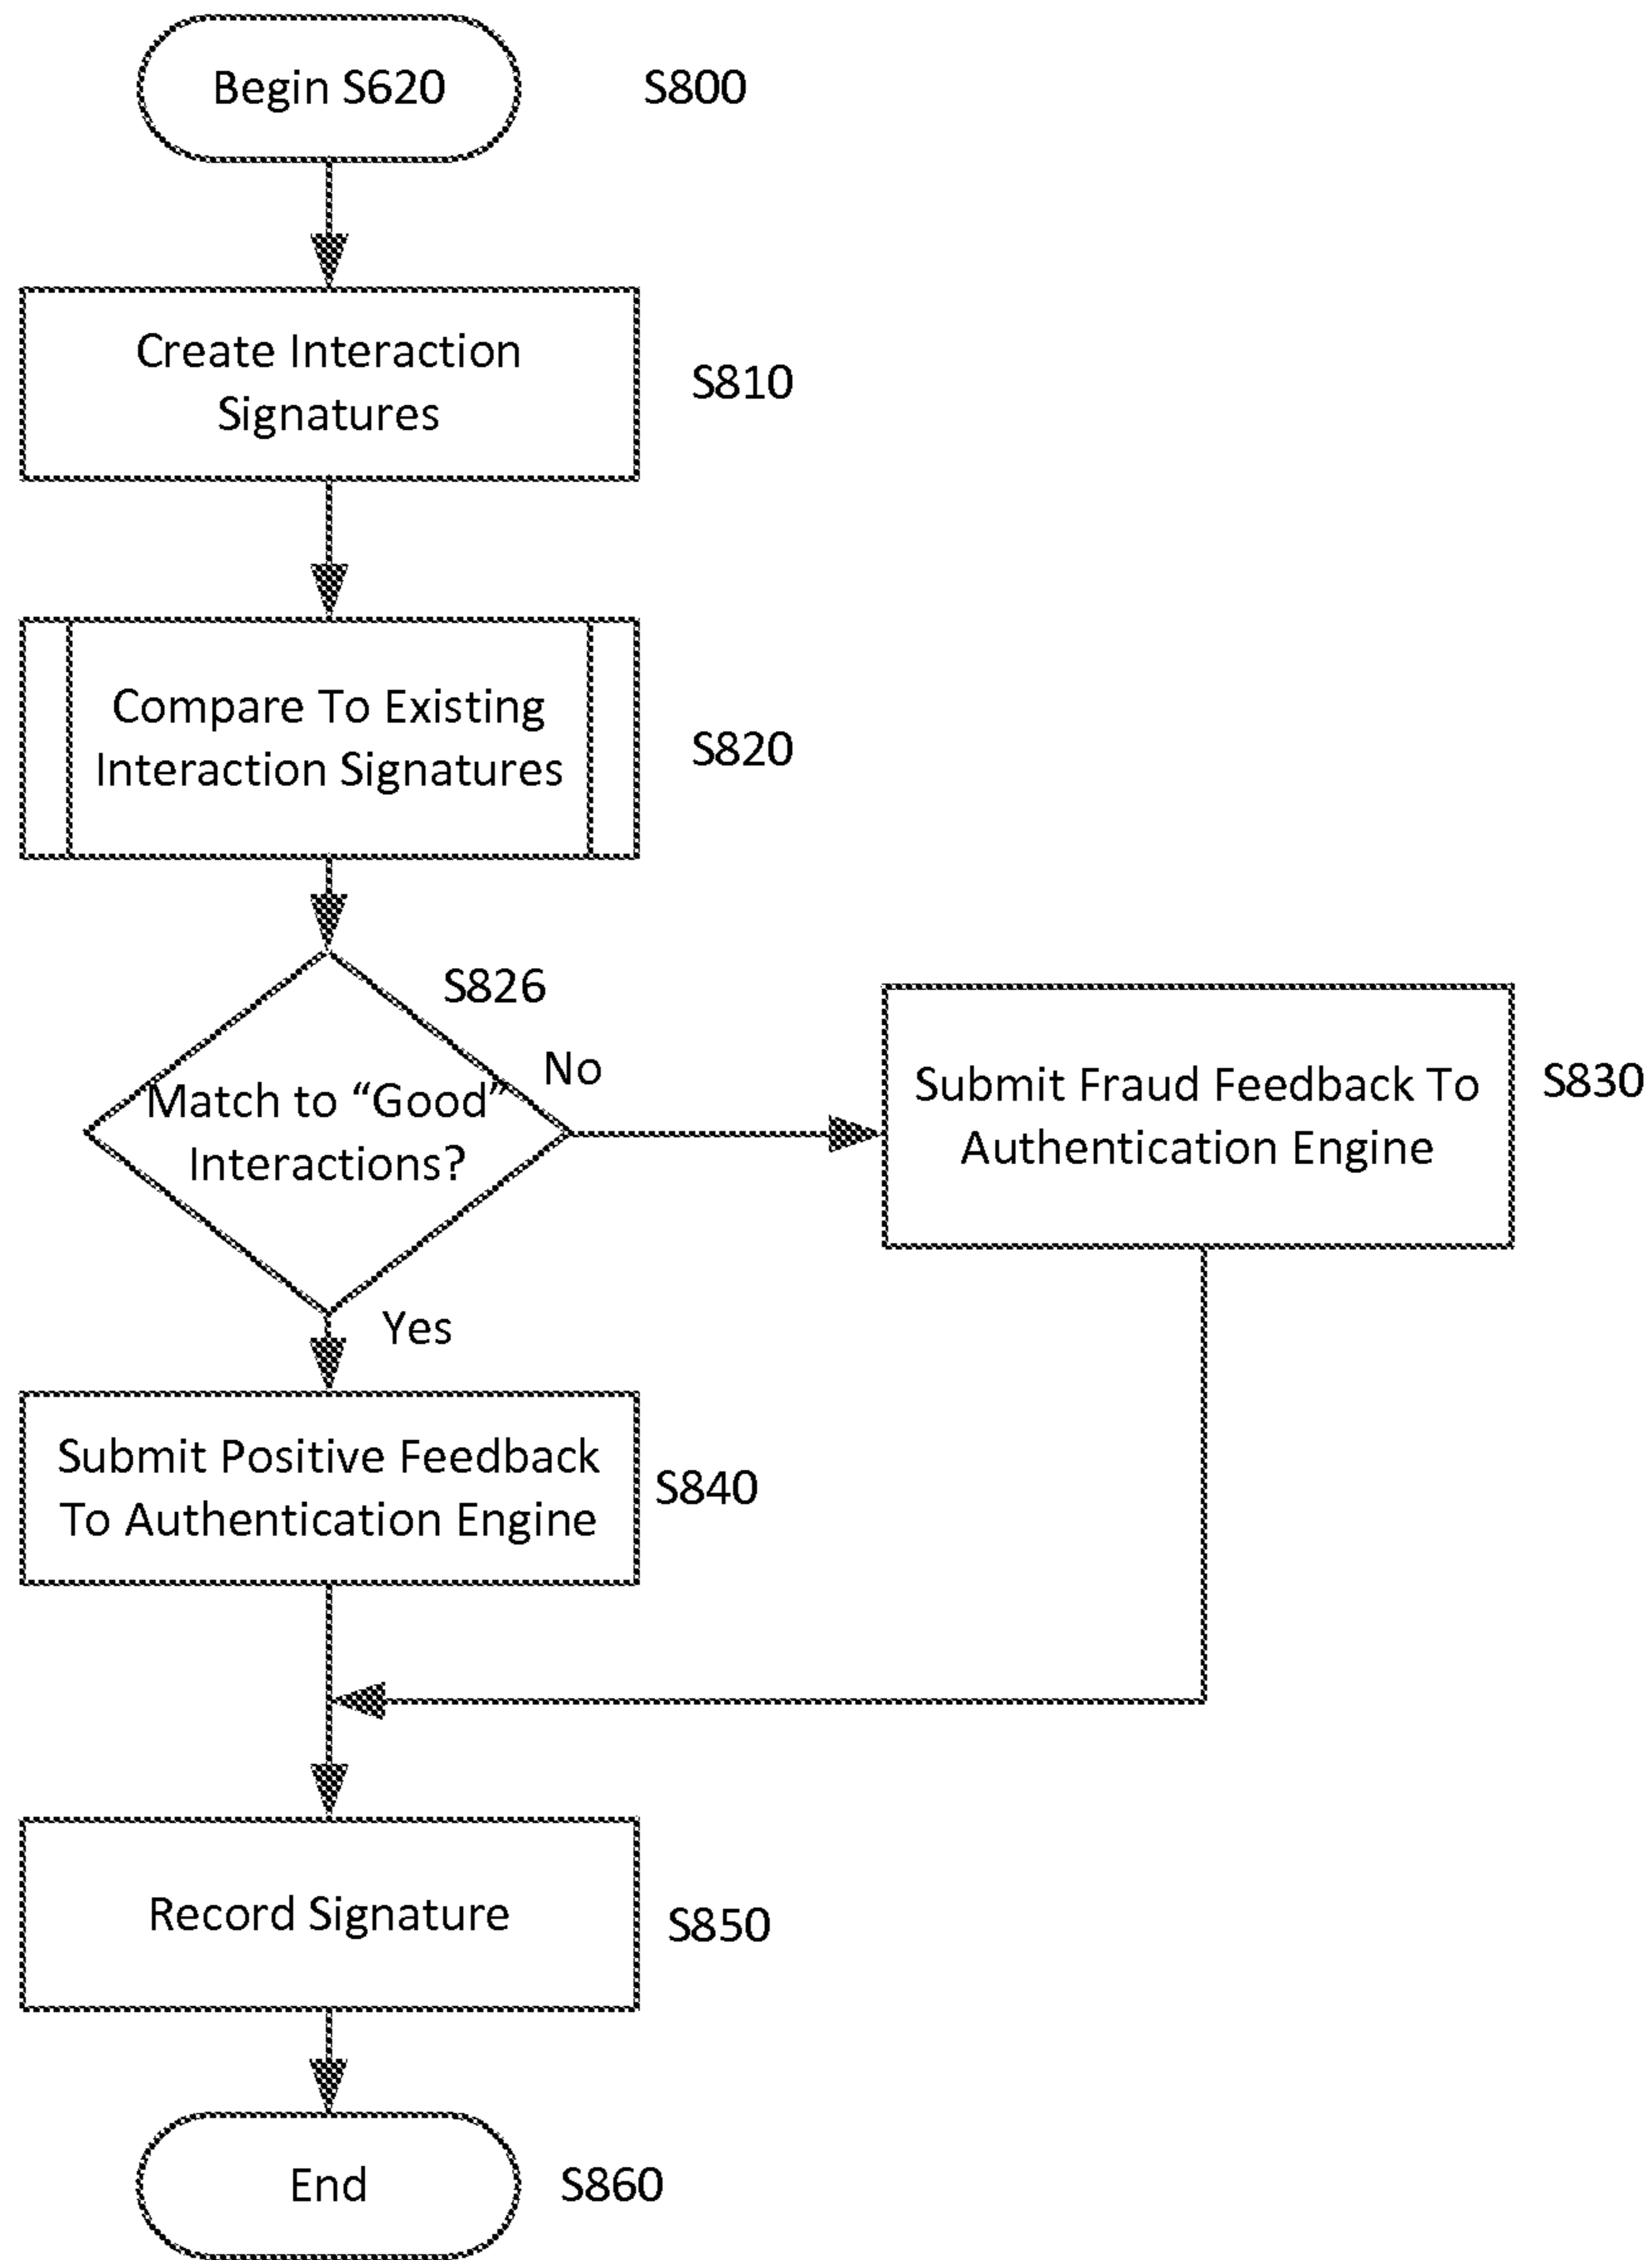 Begin S620
S800
Create Interaction
Signatures
S810
Compare To Existing
Interaction Signatures
S820
S826
Match to “Good”
Interactions?
No
Submit Fraud Feedback To
Authentication Engine
S830
Yes
Submit Positive Feedback
To Authentication Engine
S840
Record Signature
S850
End
S860